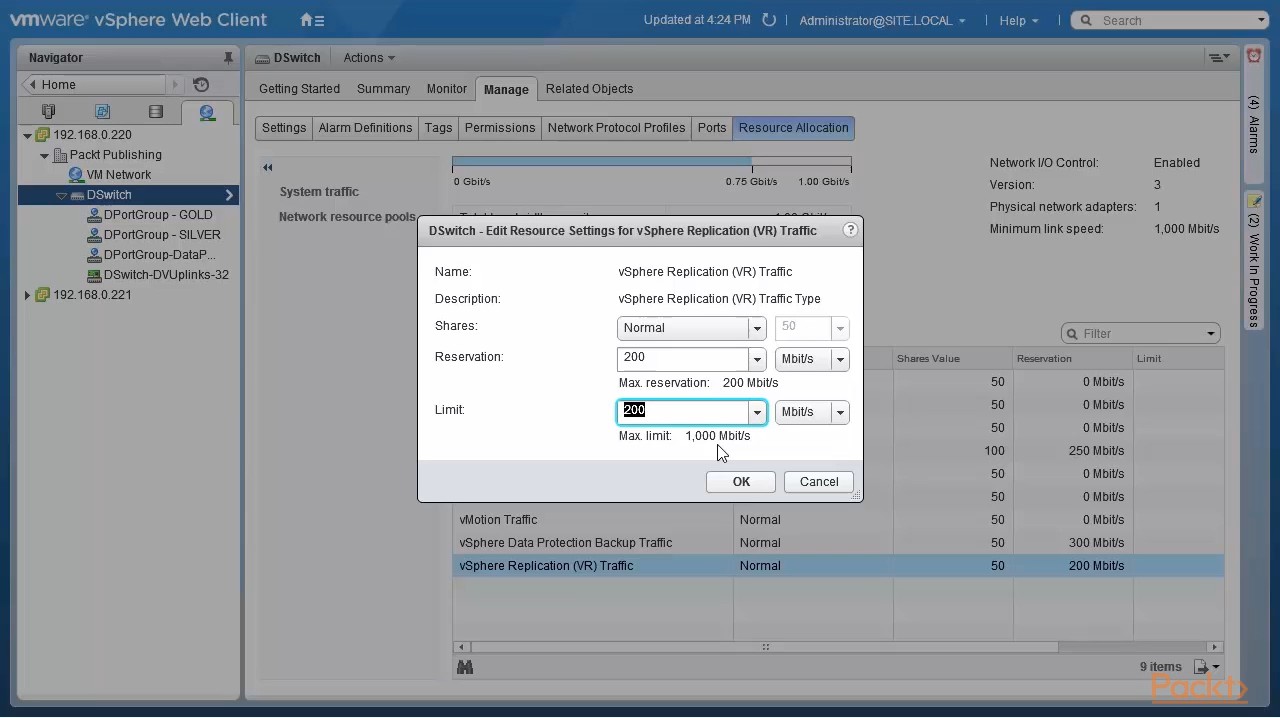 vmware vSphere Web Client
Updated at 4:24 PM
Administrator@SITE.LOCAL
Help
Search
Navigator
Home
192.168.0.220
Packt Publishing
VM Network
DSwitch
DPortGroup - GOLD
DPortGroup - SILVER
DPortGroup-DataP...
DSwitch-DVUplinks-32
192.168.0.221
DSwitch
Actions
Getting Started
Summary
Monitor
Manage
Related Objects
Settings
Alarm Definitions
Tags
Permissions
Network Protocol Profiles
Ports
Resource Allocation
System traffic
Network resource pools
0 Gbit/s
0.75 Gbit/s
1.00 Gbit/s
Network I/O Control: Enabled
Version: 3
Physical network adapters: 1
Minimum link speed: 1,000 Mbit/s
DSwitch - Edit Resource Settings for vSphere Replication (VR) Traffic
?
Name: vSphere Replication (VR) Traffic
Description: vSphere Replication (VR) Traffic Type
Shares: Normal 50
Reservation: 200 Mbit/s
Max. reservation: 200 Mbit/s
Limit: 200 Mbit/s
Max. limit: 1,000 Mbit/s
OK
Cancel
Filter
Shares Value Reservation Limit
50 0 Mbit/s
50 0 Mbit/s
50 0 Mbit/s
100 250 Mbit/s
50 0 Mbit/s
50 0 Mbit/s
vMotion Traffic Normal 50 0 Mbit/s
vSphere Data Protection Backup Traffic Normal 50 300 Mbit/s
vSphere Replication (VR) Traffic Normal 50 200 Mbit/s
9 items
(4) Alarms
(2) Work In Progress
Packt